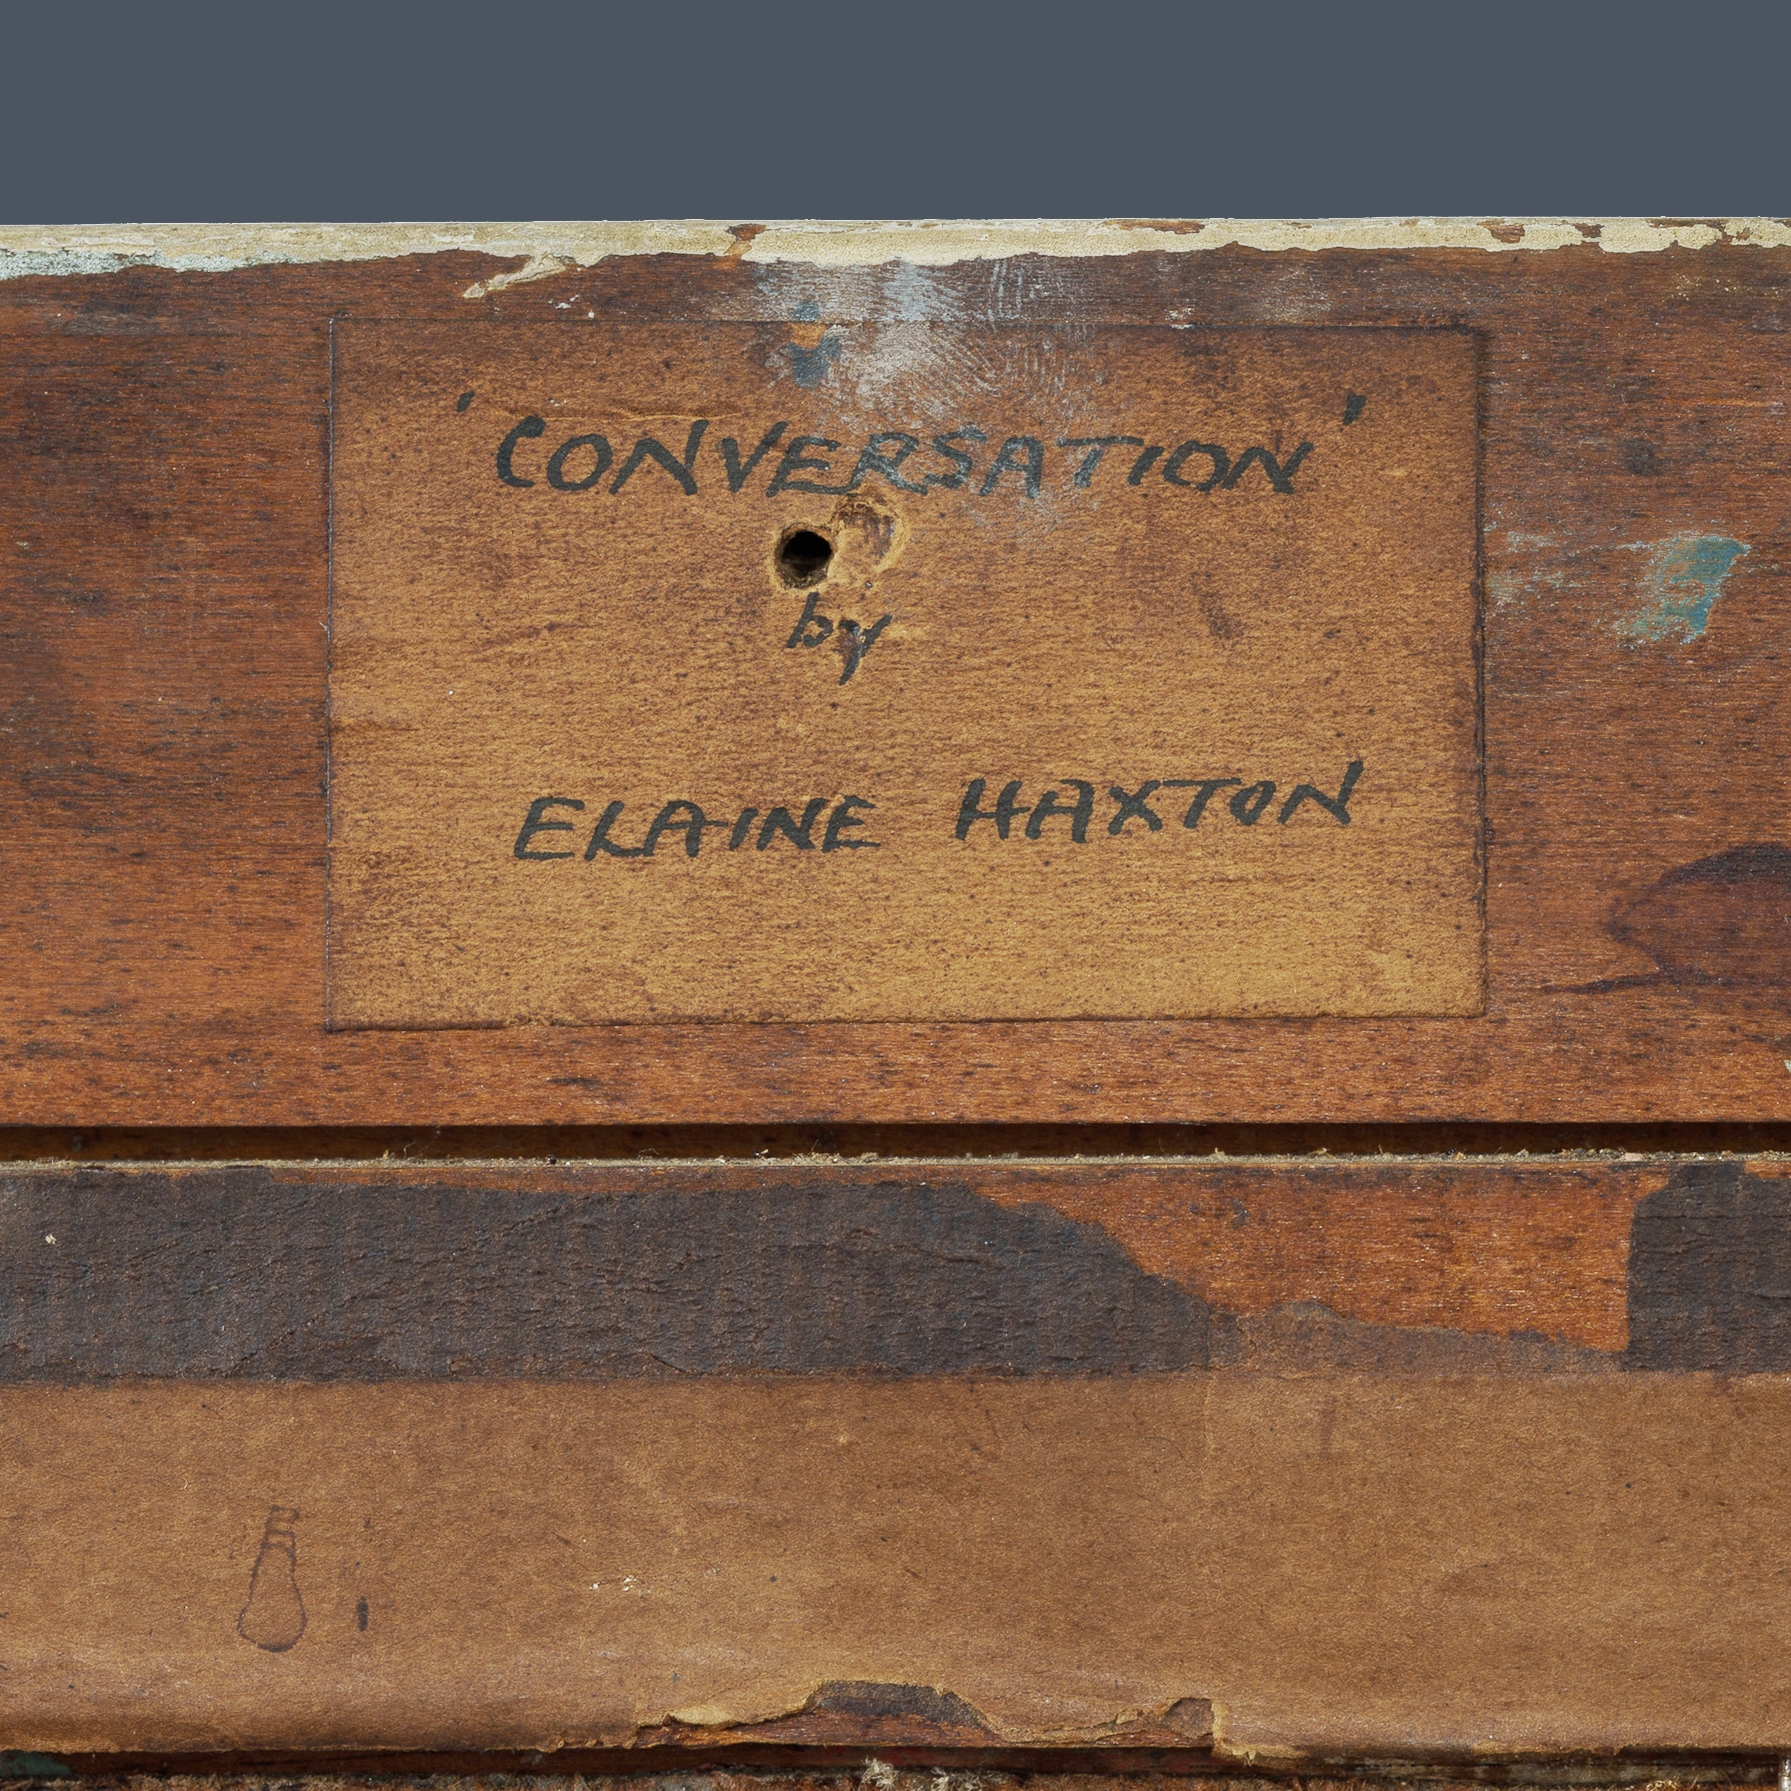 'CONVERSATION'
by
ELAINE HAXTON